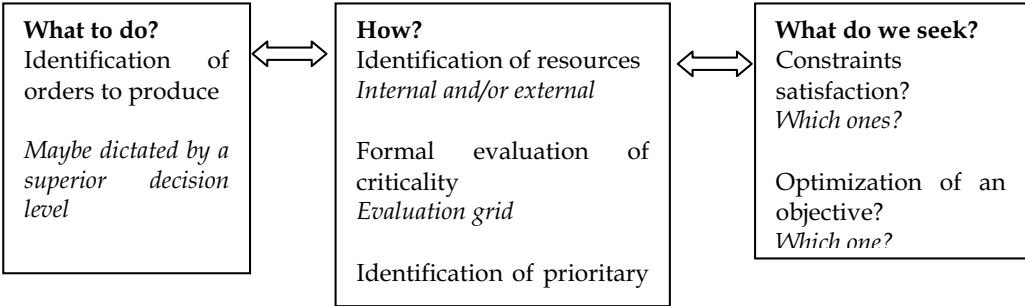 What to do?
Identification of
orders to produce
Maybe dictated by a
superior decision
level
How?
Identification of resources
Internal and/or external
Formal evaluation of
criticality
Evaluation grid
Identification of prioritary
What do we seek?
Constraints
satisfaction?
Which ones?
Optimization of an
objective?
Which one?